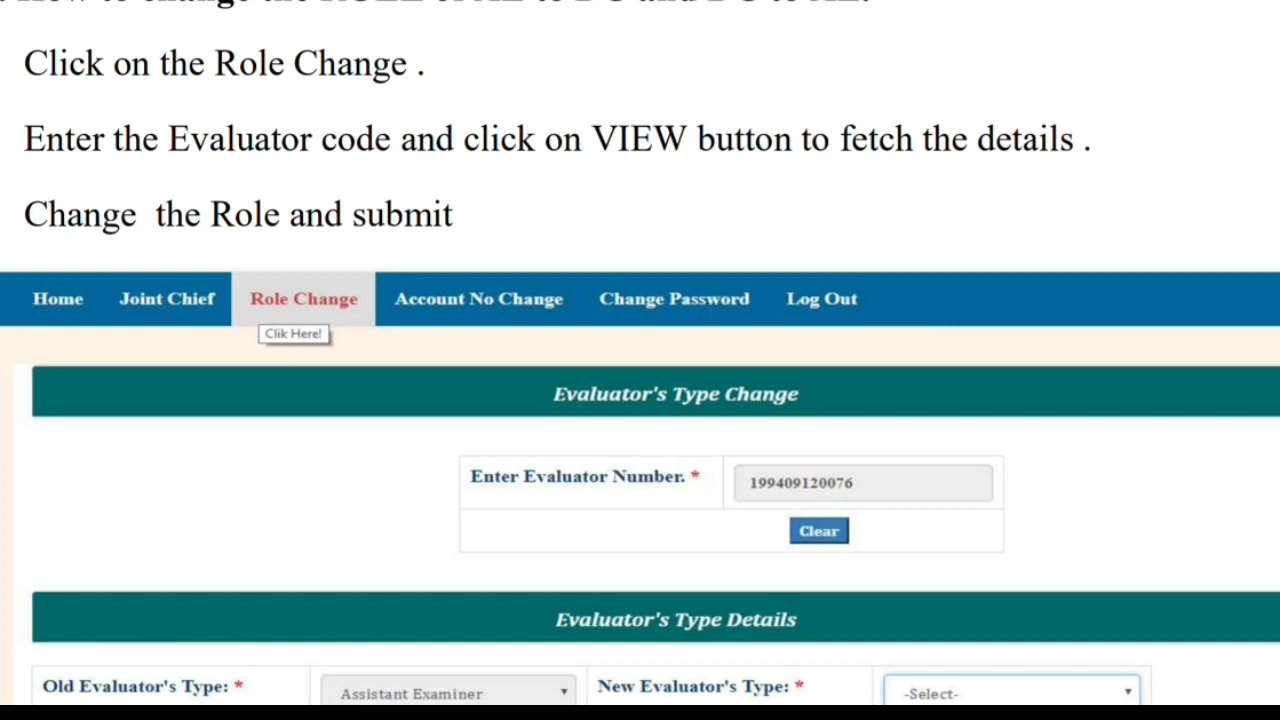 Click on the Role Change .
Enter the Evaluator code and click on VIEW button to fetch the details .
Change the Role and submit
Home Joint Chief Role Change Account No Change Change Password Log Out
Clik Here!
Evaluator's Type Change
Enter Evaluator Number. * 199409120076
Clear
Evaluator's Type Details
Old Evaluator's Type: * Assistant Examiner New Evaluator's Type: * -Select-